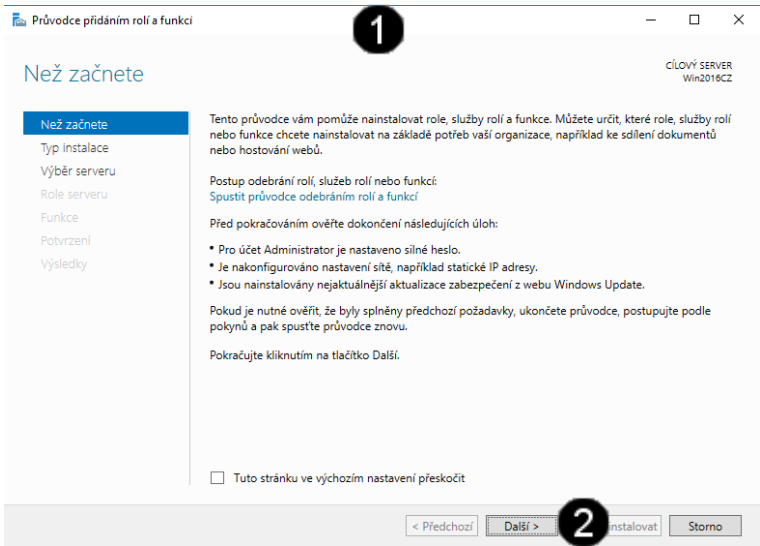 Průvodce přidáním rolí a funkcí
1
Než začnete
CÍLOVÝ SERVER
Win2016CZ
Než začnete
Typ instalace
Výběr serveru
Role serveru
Funkce
Potvrzení
Výsledky
Tento průvodce vám pomůže nainstalovat role, služby rolí a funkce. Můžete určit, které role, služby rolí
nebo funkce chcete nainstalovat na základě potřeb vaší organizace, například ke sdílení dokumentů
nebo hostování webů.
Postup odebrání rolí, služeb rolí nebo funkcí:
Spustit průvodce odebráním rolí a funkcí
Před pokračováním ověřte dokončení následujících úloh:
• Pro účet Administrator je nastaveno silné heslo.
• Je nakonfigurováno nastavení sítě, například statické IP adresy.
• Jsou nainstalovány nejaktuálnější aktualizace zabezpečení z webu Windows Update.
Pokud je nutné ověřit, že byly splněny předchozí požadavky, ukončete průvodce, postupujte podle
pokynů a pak spusťte průvodce znovu.
Pokračujte kliknutím na tlačítko Další.
Tuto stránku ve výchozím nastavení přeskočit
< Předchozí
Další >
2
nstalovat
Storno